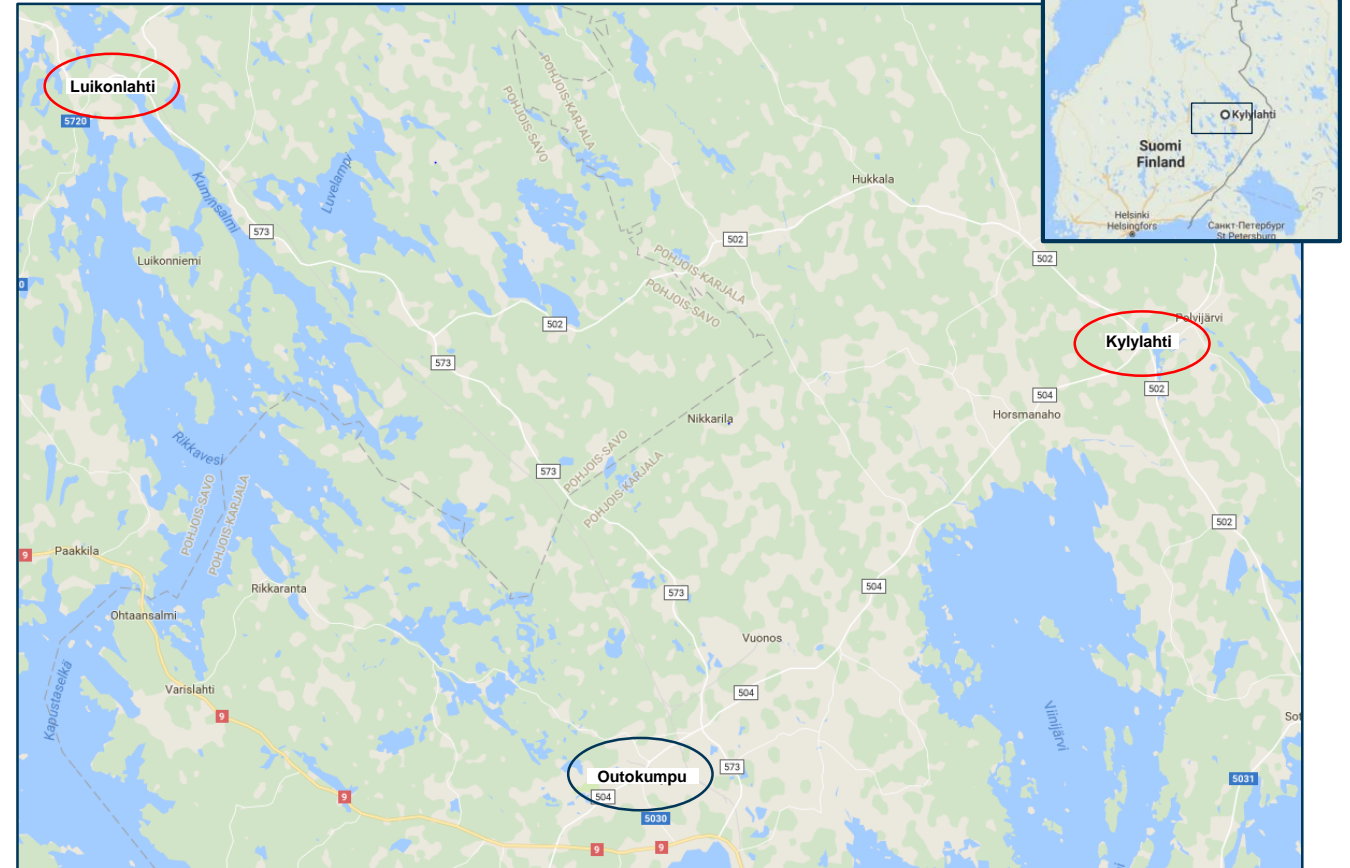 Luikonlahti
5720
Kuminsalmi
Luvelampi
573
Luikonniemi
POHJOIS-KARJALA
POHJOIS-SAVO
Hukkala
502
POHJOIS-KARJALA
POHJOIS-SAVO
502
573
502
Polvijärvi
Kylylahti
502
504
Horsmanaho
Nikkarila
Rikkavesi
573
POHJOIS-SAVO
POHJOIS-KARJALA
POHJOIS-SAVO
POHJOIS-KARJALA
502
9
Paakkila
Rikkaranta
573
504
Ohtaansalmi
Vuonos
Kapustaselkä
Varislahti
9
504
Viinijärvi
Outokumpu
573
504
5031
9
5030
9
9
Kylylahti
Suomi
Finland
Helsinki
Helsingfors
Санкт-Петербург
St Petersburg